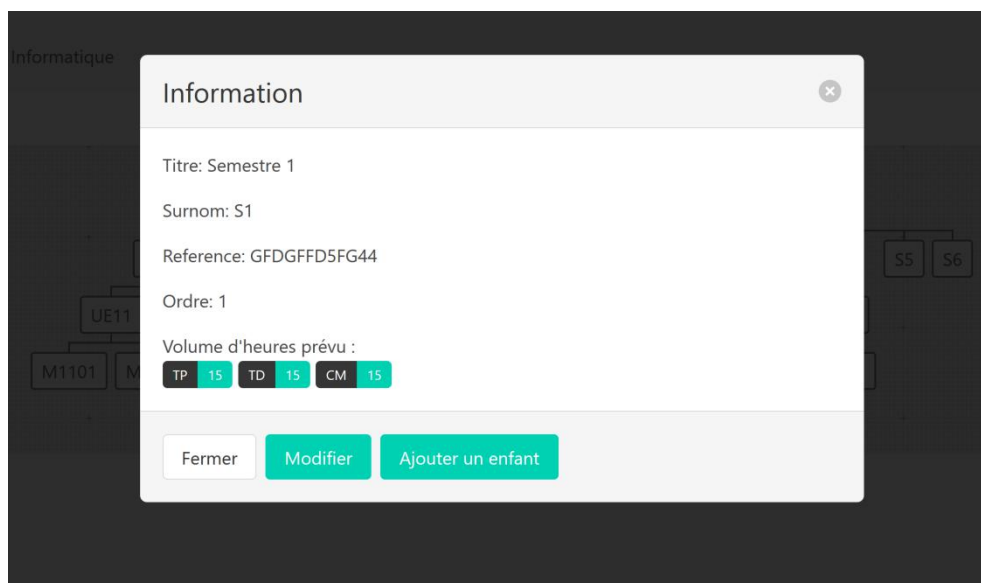 Informatique
Information
Titre: Semestre 1
Surnom: S1
Reference: GFDGFFD5FG44
S5 S6
Ordre: 1
UE11
Volume d'heures prévu :
M1101 M
TP 15 TD 15 CM 15
Fermer Modifier Ajouter un enfant